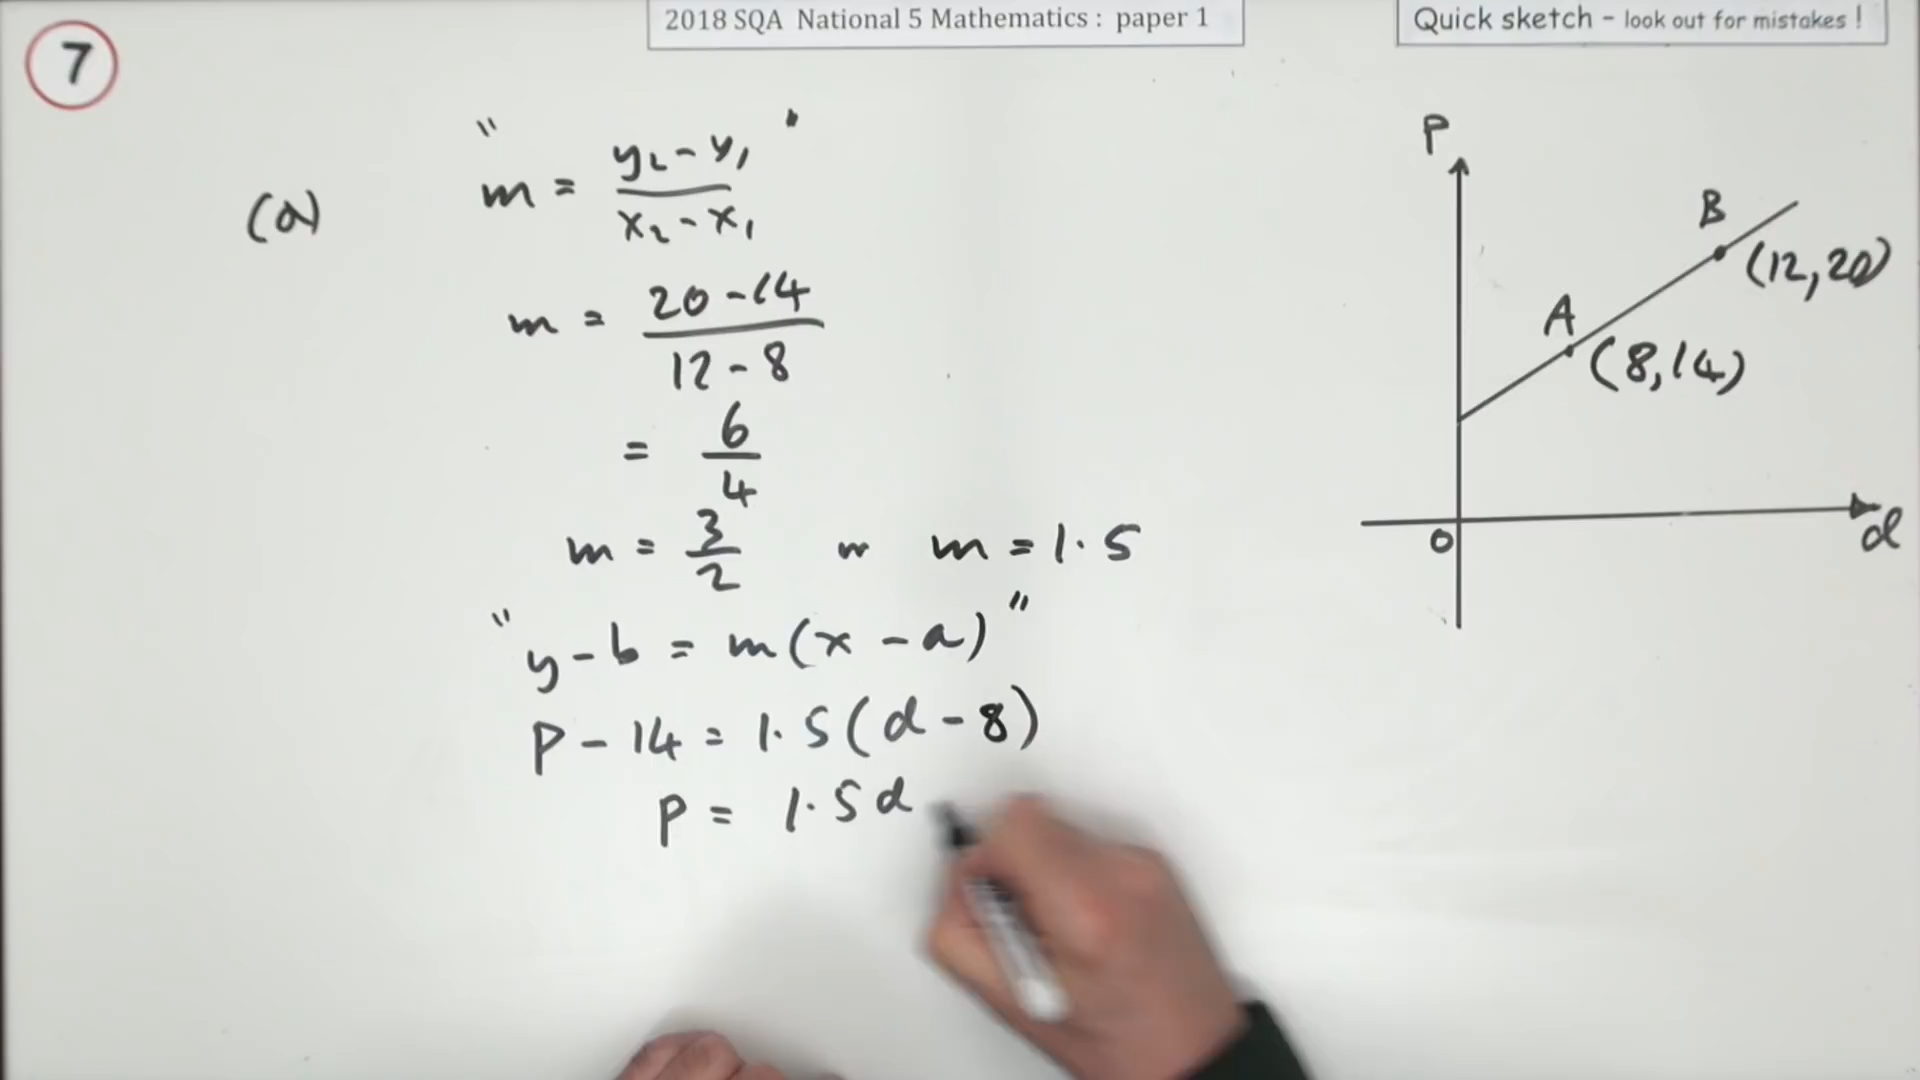 7
2018 SQA National 5 Mathematics : paper 1
Quick sketch - look out for mistakes !
(a)
" m = y₂ - y₁ / x₂ - x₁ "
m = 20 - 14 / 12 - 8
= 6/4
m = 3/2 or m = 1·5
" y - b = m(x - a) "
P - 14 = 1·5(d - 8)
P = 1·5d
P
B
(12,20)
A
(8,14)
0
d